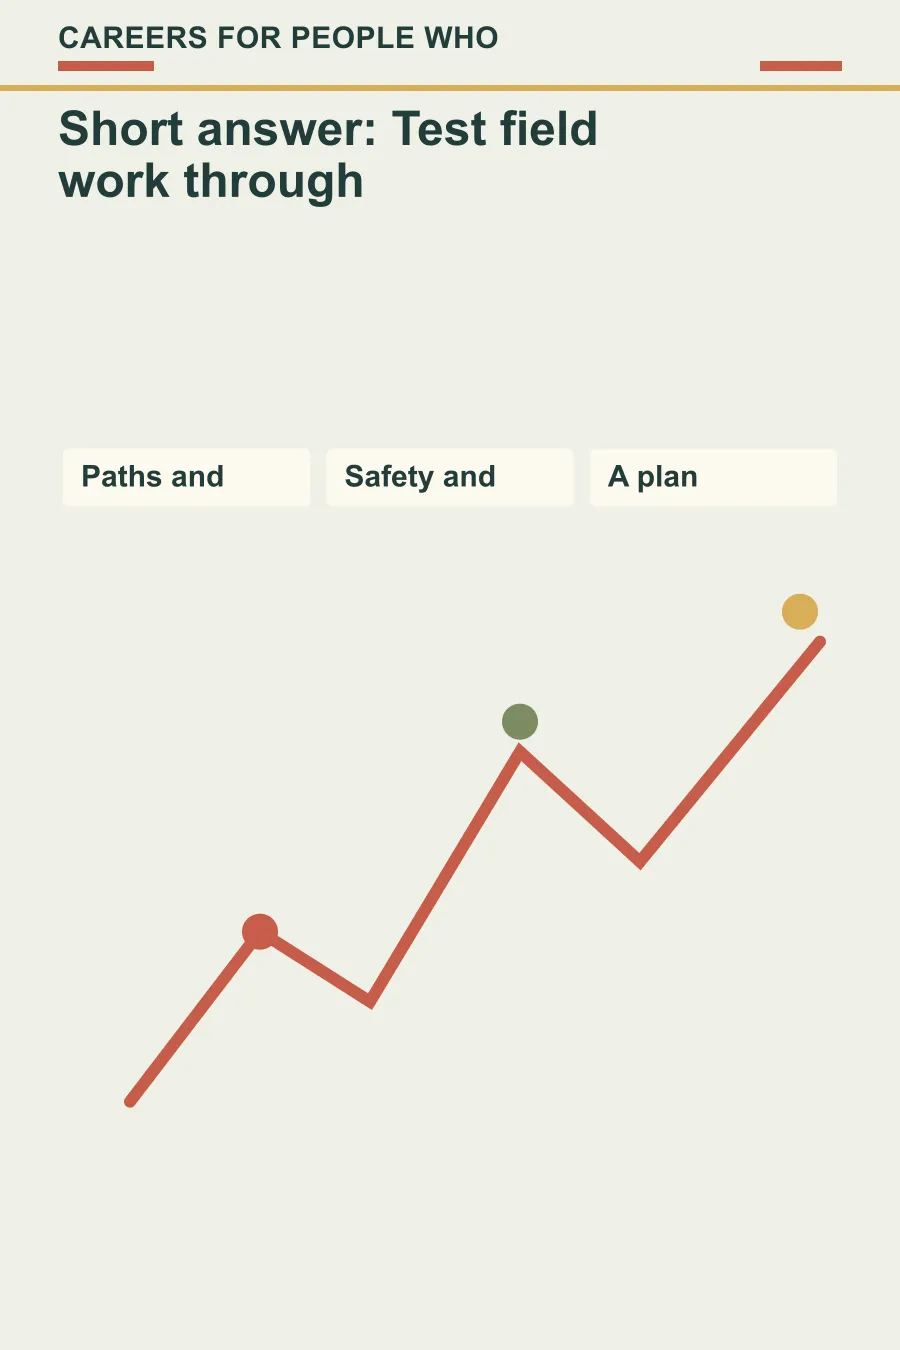 CAREERS FOR PEOPLE WHO
Short answer: Test field
work through
Paths and
Safety and
A plan